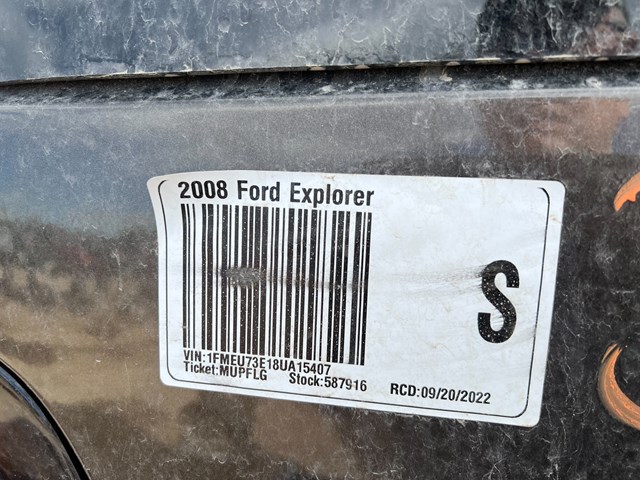 2008 Ford Explorer
S
VIN:1FMEU73E18UA15407
Ticket:MUPFLG Stock:587916 RCD:09/20/2022